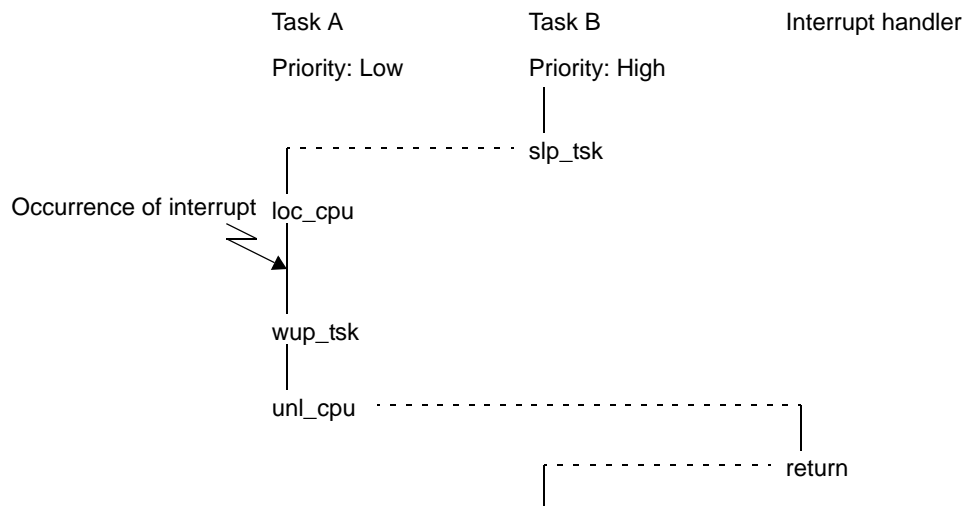 Task A Task B Interrupt handler
Priority: Low Priority: High
slp_tsk
Occurrence of interrupt loc_cpu
wup_tsk
unl_cpu
return